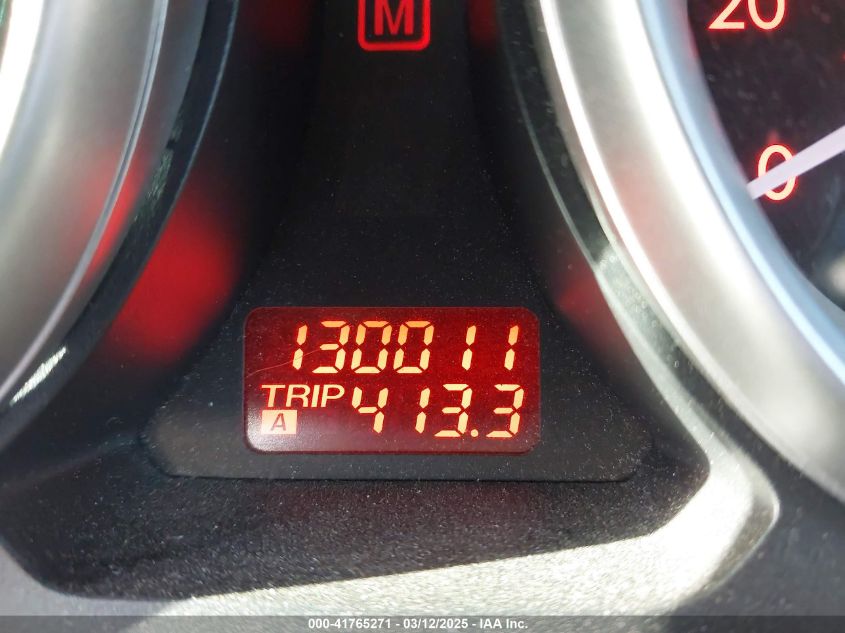 M
20
0
130011
TRIP 413.3
A
000-41765271 - 03/12/2025 - IAA Inc.